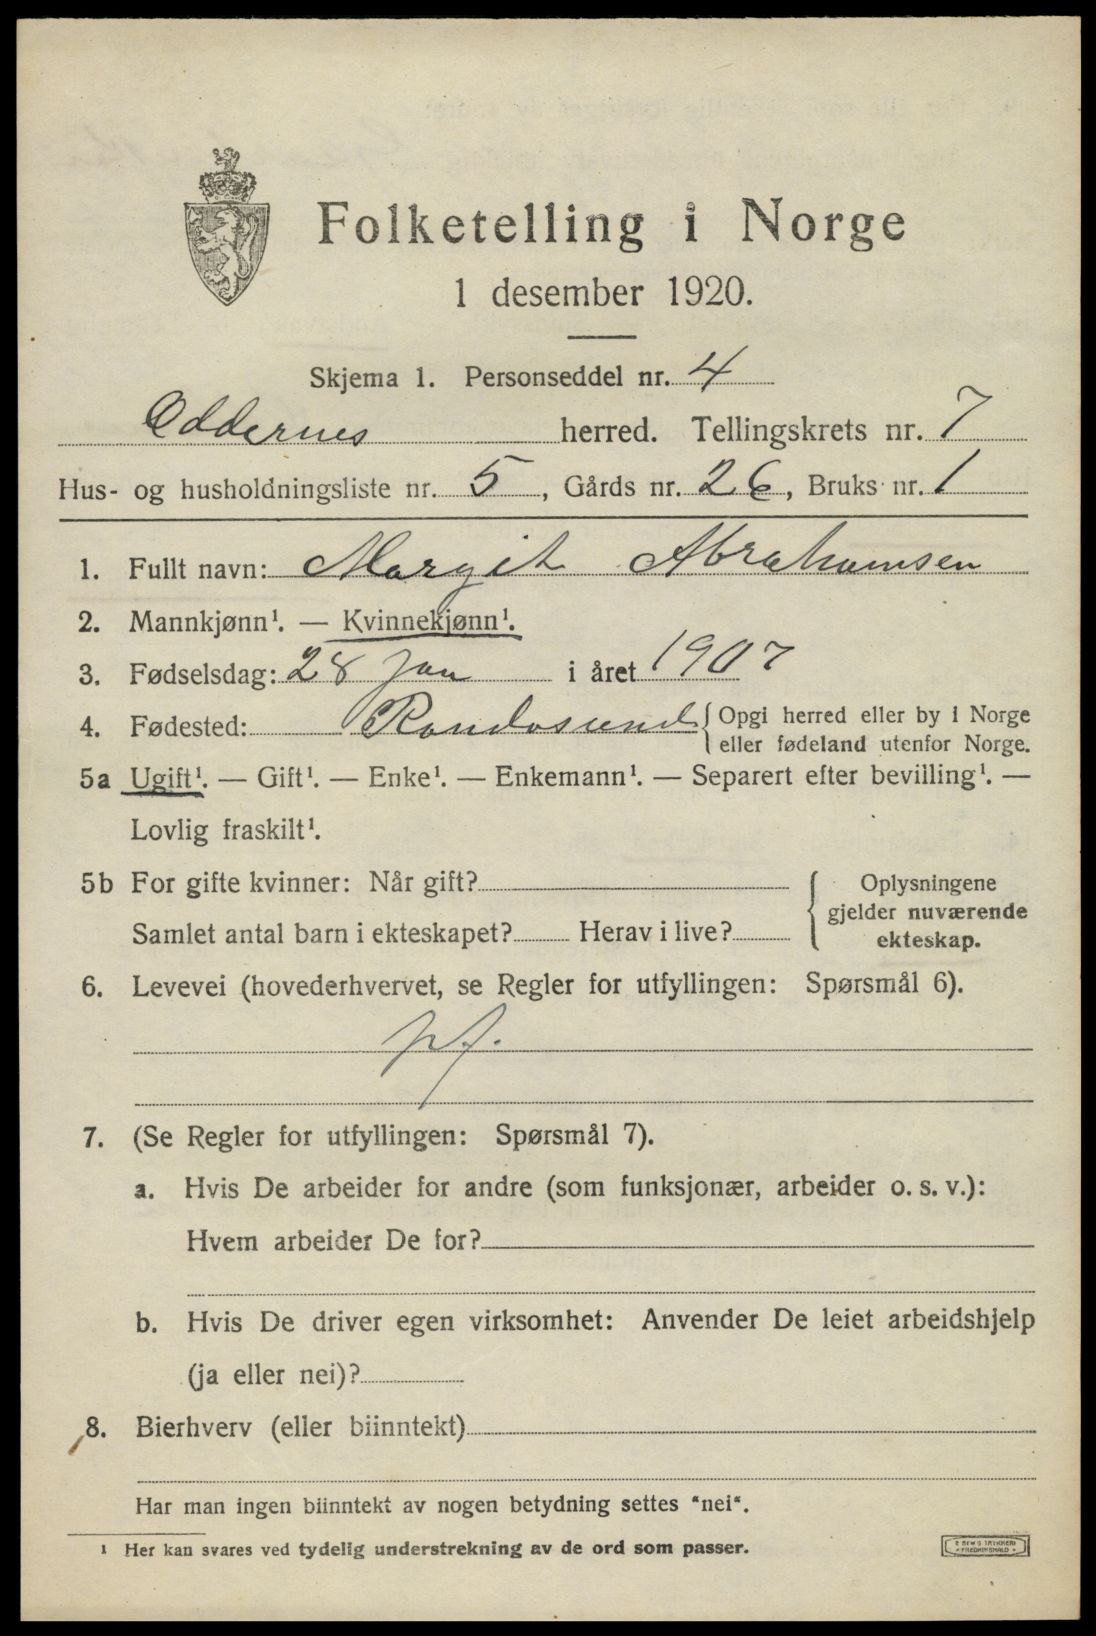 Folketelling i Norge
1 desember 1920.
Skjema 1. Personseddel nr. 4
Oddernes herred. Tellingskrets nr. 7
Hus- og husholdningsliste nr. 5, Gårds nr. 26, Bruks nr. 1
1. Fullt navn: Margit Abrahamsen
2. Mannkjønn¹. — Kvinnekjønn¹.
3. Fødselsdag: 28 jan i året 1907
4. Fødested: Randøsund { Opgi herred eller by i Norge
eller fødeland utenfor Norge.
5a Ugift¹. — Gift¹. — Enke¹. — Enkemann¹. — Separert efter bevilling¹. —
Lovlig fraskilt¹.
5b For gifte kvinner: Når gift? { Oplysningene
gjelder nuværende
Samlet antal barn i ekteskapet? Herav i live? ekteskap.
6. Levevei (hovederhvervet, se Regler for utfyllingen: Spørsmål 6).
pf.
7. (Se Regler for utfyllingen: Spørsmål 7).
a. Hvis De arbeider for andre (som funksjonær, arbeider o. s. v.):
Hvem arbeider De for?
b. Hvis De driver egen virksomhet: Anvender De leiet arbeidshjelp
(ja eller nei)?
8. Bierhverv (eller biinntekt)
Har man ingen biinntekt av nogen betydning settes "nei".
¹ Her kan svares ved tydelig understrekning av de ord som passer.